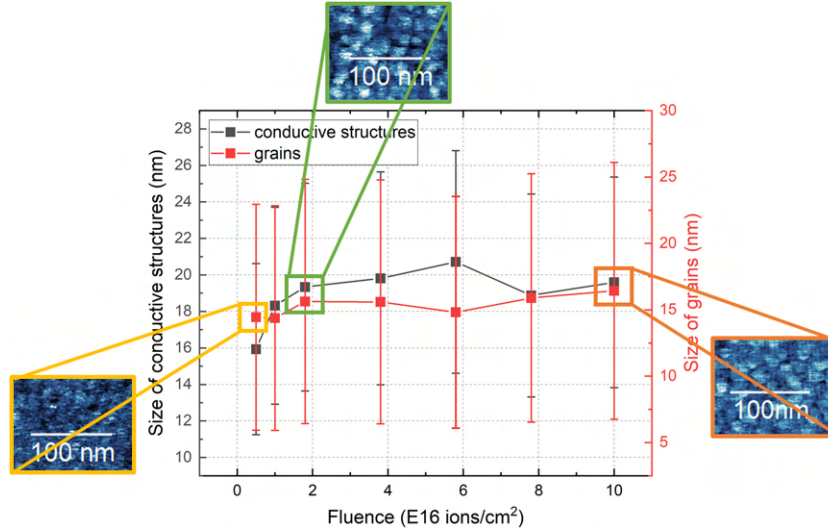 100 nm
conductive structures
grains
28
26
24
22
20
18
16
14
12
10
Size of conductive structures (nm)
30
25
20
15
10
5
Size of grains (nm)
100 nm
100nm
0
2
4
6
8
10
Fluence (E16 ions/cm²)